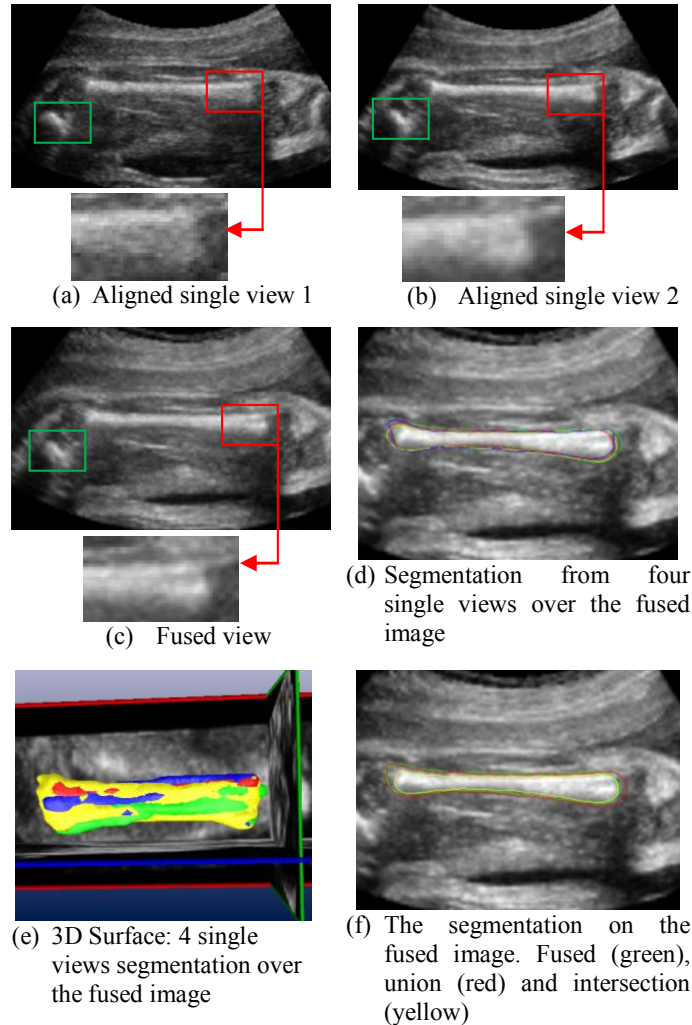 (a) Aligned single view 1
(b) Aligned single view 2
(c) Fused view
(d) Segmentation from four
single views over the fused
image
(e) 3D Surface: 4 single
views segmentation over
the fused image
(f) The segmentation on the
fused image. Fused (green),
union (red) and intersection
(yellow)